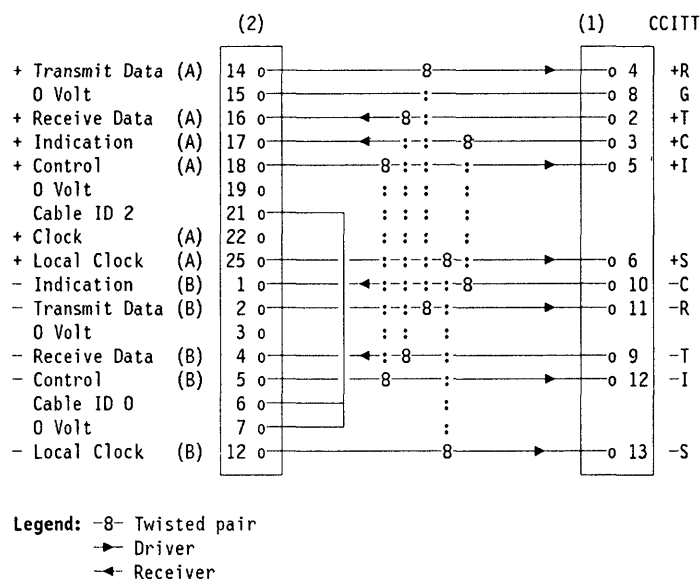 (2) (1) CCITT
+ Transmit Data (A) 14 o 8 o 4 +R
0 Volt 15 o : o 8 G
+ Receive Data (A) 16 o 8 : o 2 +T
+ Indication (A) 17 o : : 8 o 3 +C
+ Control (A) 18 o 8 : : : o 5 +I
0 Volt 19 o : : : :
Cable ID 2 21 o : : : :
+ Clock (A) 22 o : : : :
+ Local Clock (A) 25 o : : : 8 : o 6 +S
- Indication (B) 1 o : : : : 8 o 10 -C
- Transmit Data (B) 2 o : : 8 : o 11 -R
0 Volt 3 o : : :
- Receive Data (B) 4 o : 8 : o 9 -T
- Control (B) 5 o 8 : o 12 -I
Cable ID 0 6 o :
0 Volt 7 o :
- Local Clock (B) 12 o 8 o 13 -S
Legend: -8- Twisted pair
Driver
Receiver